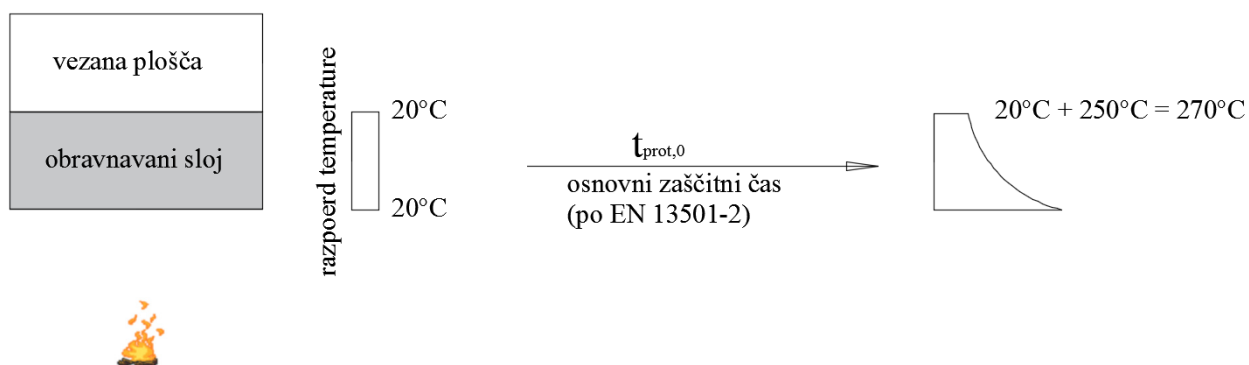 vezana plošča
obravnavani sloj
razpoerd temperature
20°C
20°C
tprot,0
osnovni zaščitni čas
(po EN 13501-2)
20°C + 250°C = 270°C